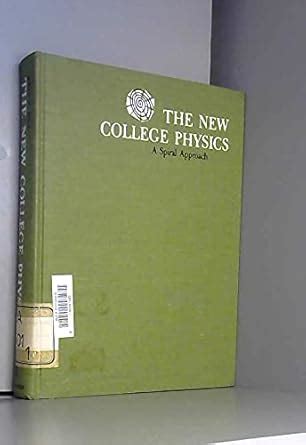 THE NEW
COLLEGE PHYSICS
A Spiral Approach
THE NEW COLLEGE PHYS